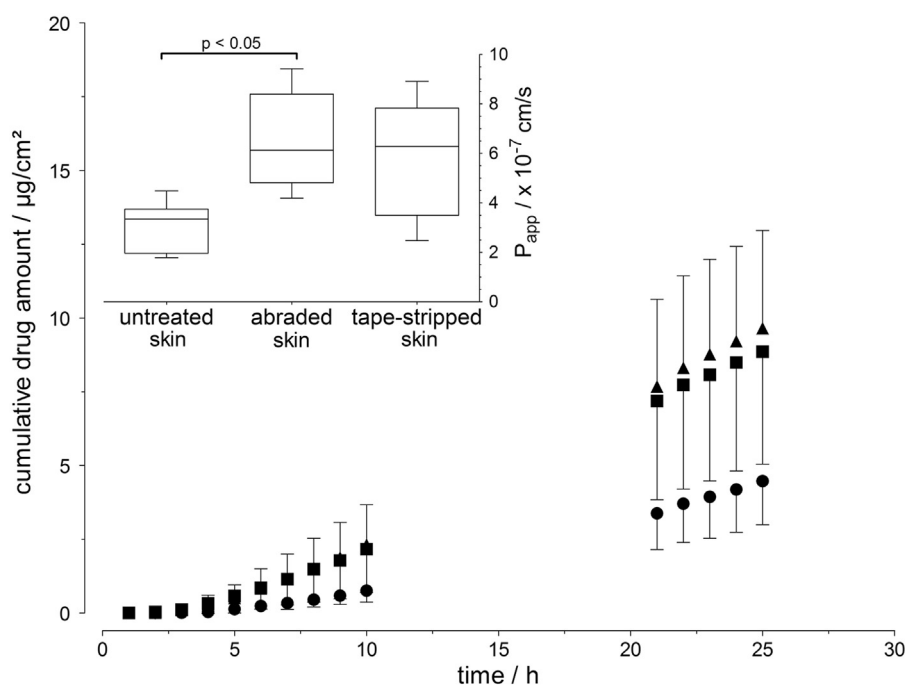 20
15
10
5
0
cumulative drug amount / µg/cm²
p < 0.05
10
8
6
4
2
0
P_app / x 10⁻⁷ cm/s
untreated
skin
abraded
skin
tape-stripped
skin
0
5
10
15
20
25
30
time / h